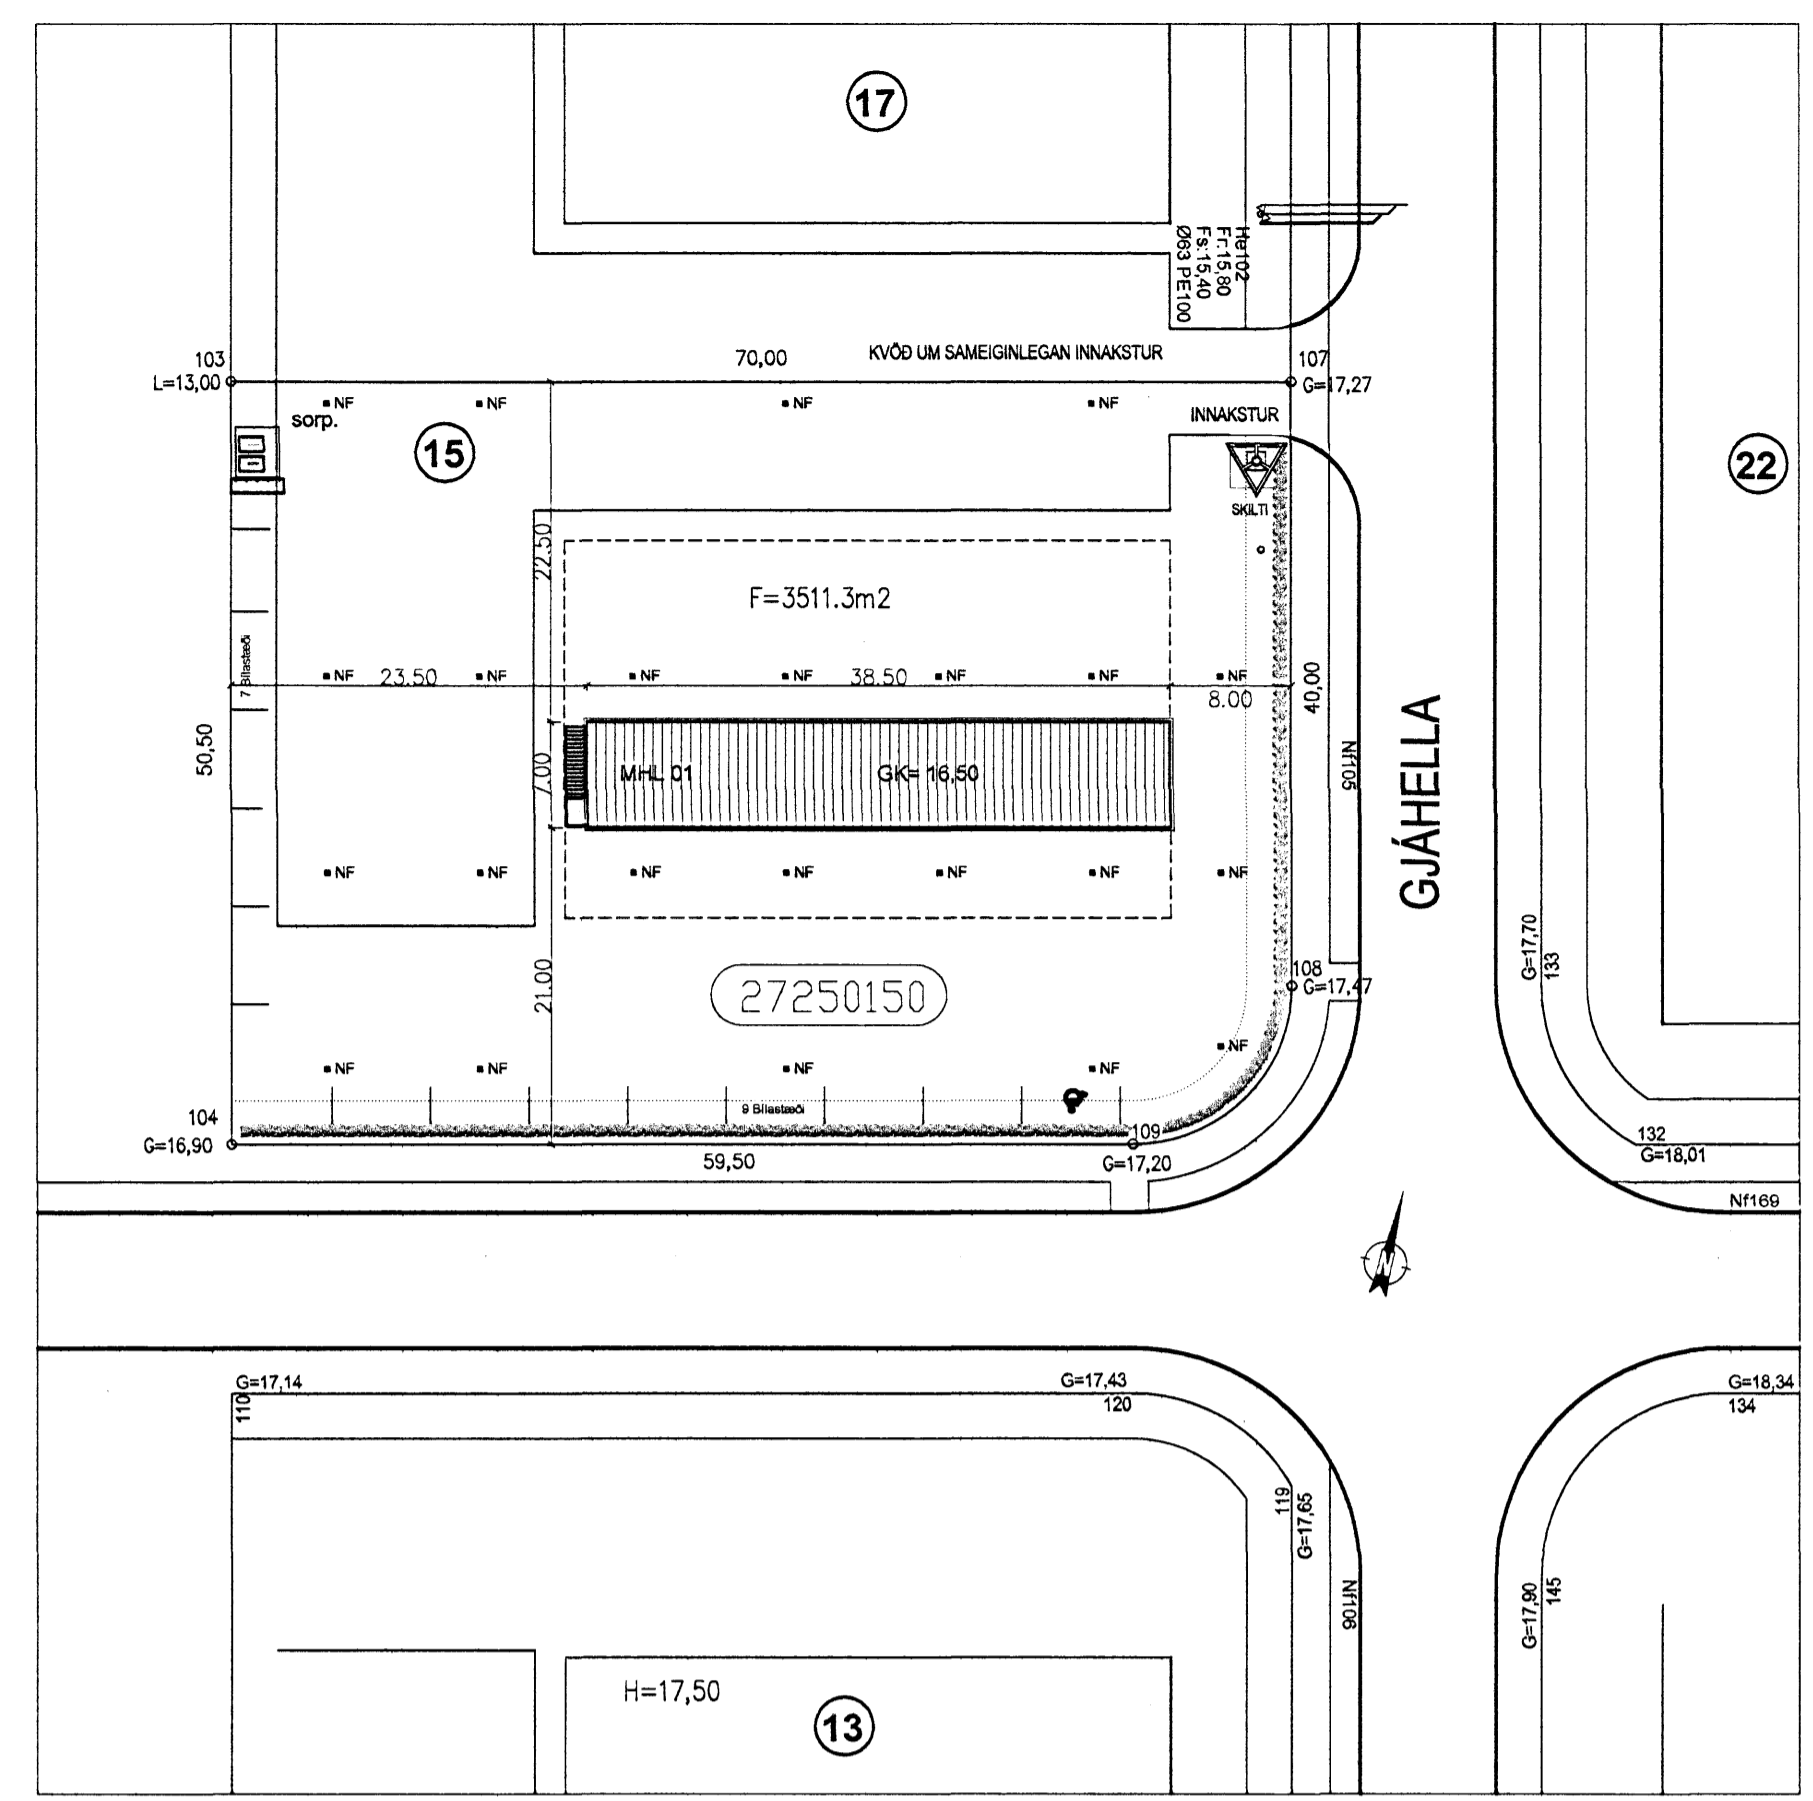 17
He102
Fr:15,80
Fs:15,40
Ø63 PE100
103
70,00
KVÖÐ UM SAMEIGINLEGAN INNAKSTUR
107
L=13,00
G=17,27
NF
NF
NF
NF
sorp.
INNAKSTUR
15
22
SKILTI
22.50
F=3511.3m2
7 Bílastæði
NF
23.50
NF
NF
NF
38.50
NF
NF
NF
8.00
40,00
50,50
7.00
MHL 01
GK= 16,50
Nf105
GJÁHELLA
NF
NF
NF
NF
NF
NF
NF
21.00
27250150
108
G=17,47
G=17,70
133
NF
NF
NF
NF
NF
9 Bílastæði
104
G=16,90
109
59,50
G=17,20
132
G=18,01
Nf169
G=17,14
110
G=17,43
120
G=18,34
134
119
G=17,65
Nf106
G=17,90
145
H=17,50
13